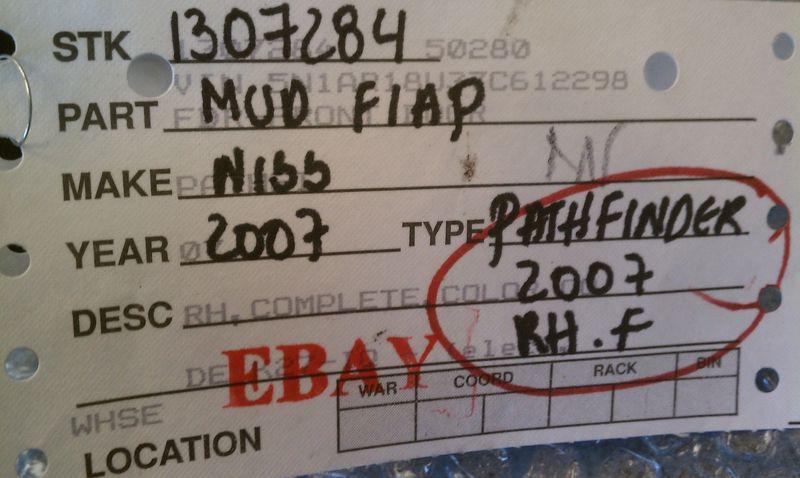 STK 1307284 50280
VIN 5N1AR18U77C612298
PART MUD FlAP
MAKE NISS
YEAR 2007 TYPE PATHFINDER
2007
DESC RH, COMPLETE, COLOR
RH.F
EBAY
WAR COORD RACK BIN
WHSE
LOCATION